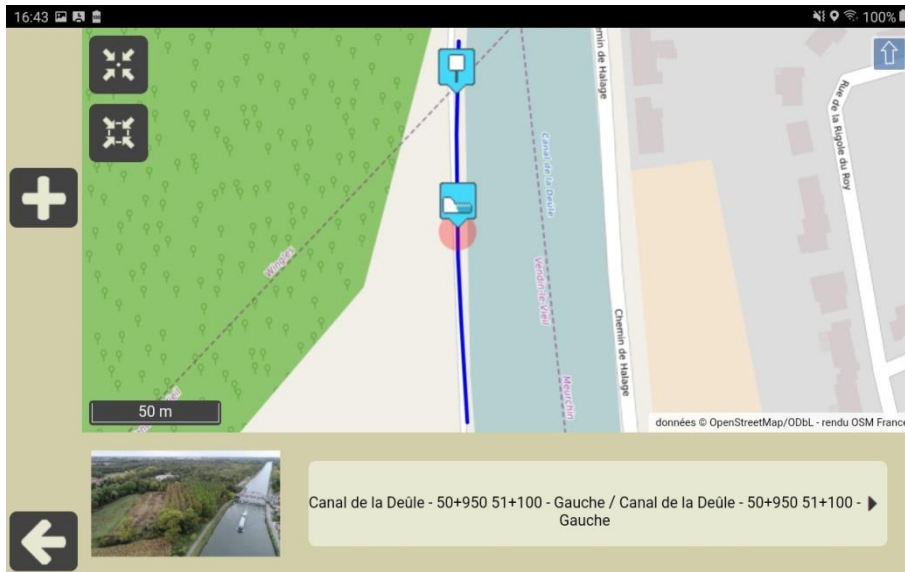 16:43
100%
min de Halage
Rue de la Rigole du Roy
Canal de la Deûle
Wingles
Vendin-le-Vieil
Chemin de Halage
Meurchin
50 m
données © OpenStreetMap/ODbL - rendu OSM France
Canal de la Deûle - 50+950 51+100 - Gauche / Canal de la Deûle - 50+950 51+100 -
Gauche